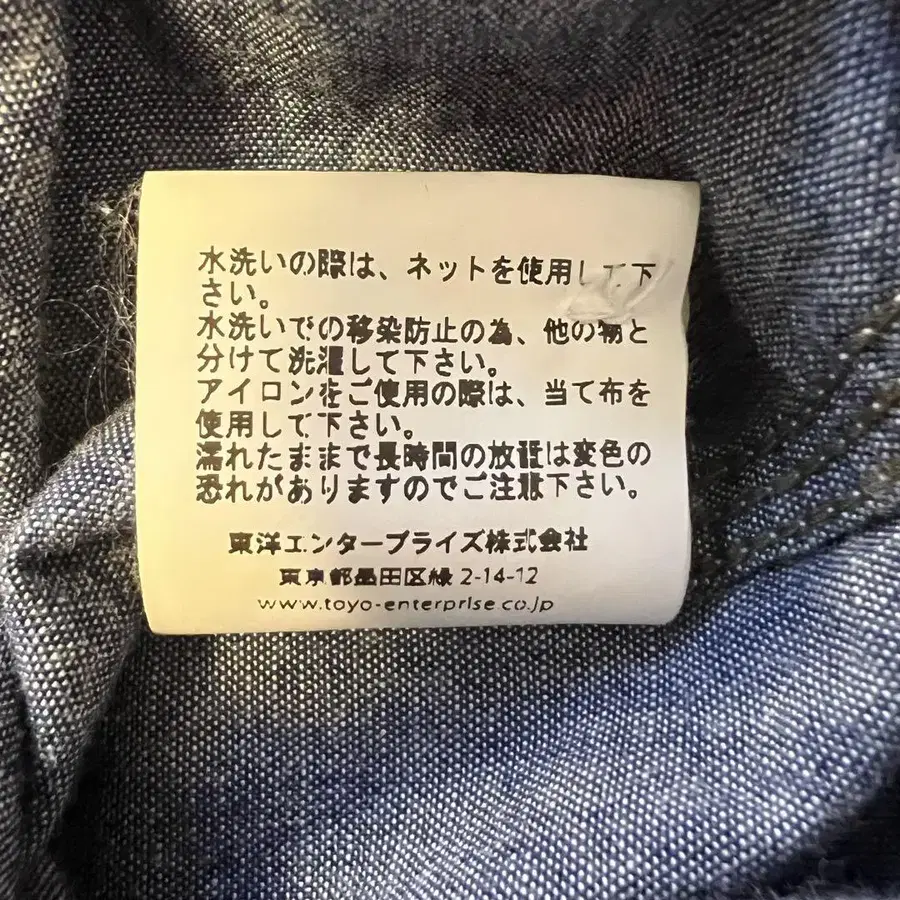 水洗いの際は、ネットを使用して下
さい。
水洗いでの移染防止の為、他の物と
分けて洗濯して下さい。
アイロンをご使用の際は、当て布を
使用して下さい。
濡れたままで長時間の放置は変色の
恐れがありますのでご注意下さい。
東洋エンタープライズ株式会社
東京都墨田区緑 2-14-12
www.toyo-enterprise.co.jp